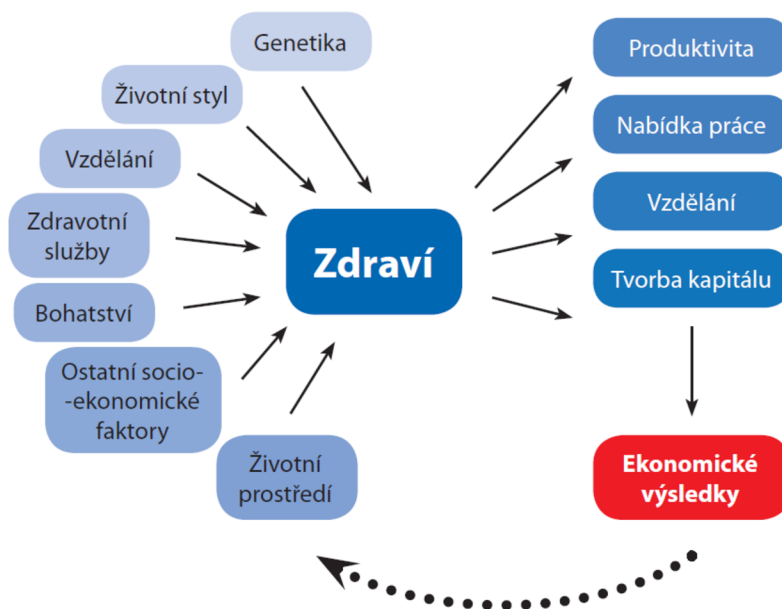 Genetika
Životní styl
Vzdělání
Zdravotní
služby
Bohatství
Ostatní socio-
-ekonomické
faktory
Životní
prostředí
Zdraví
Produktivita
Nabídka práce
Vzdělání
Tvorba kapitálu
Ekonomické
výsledky